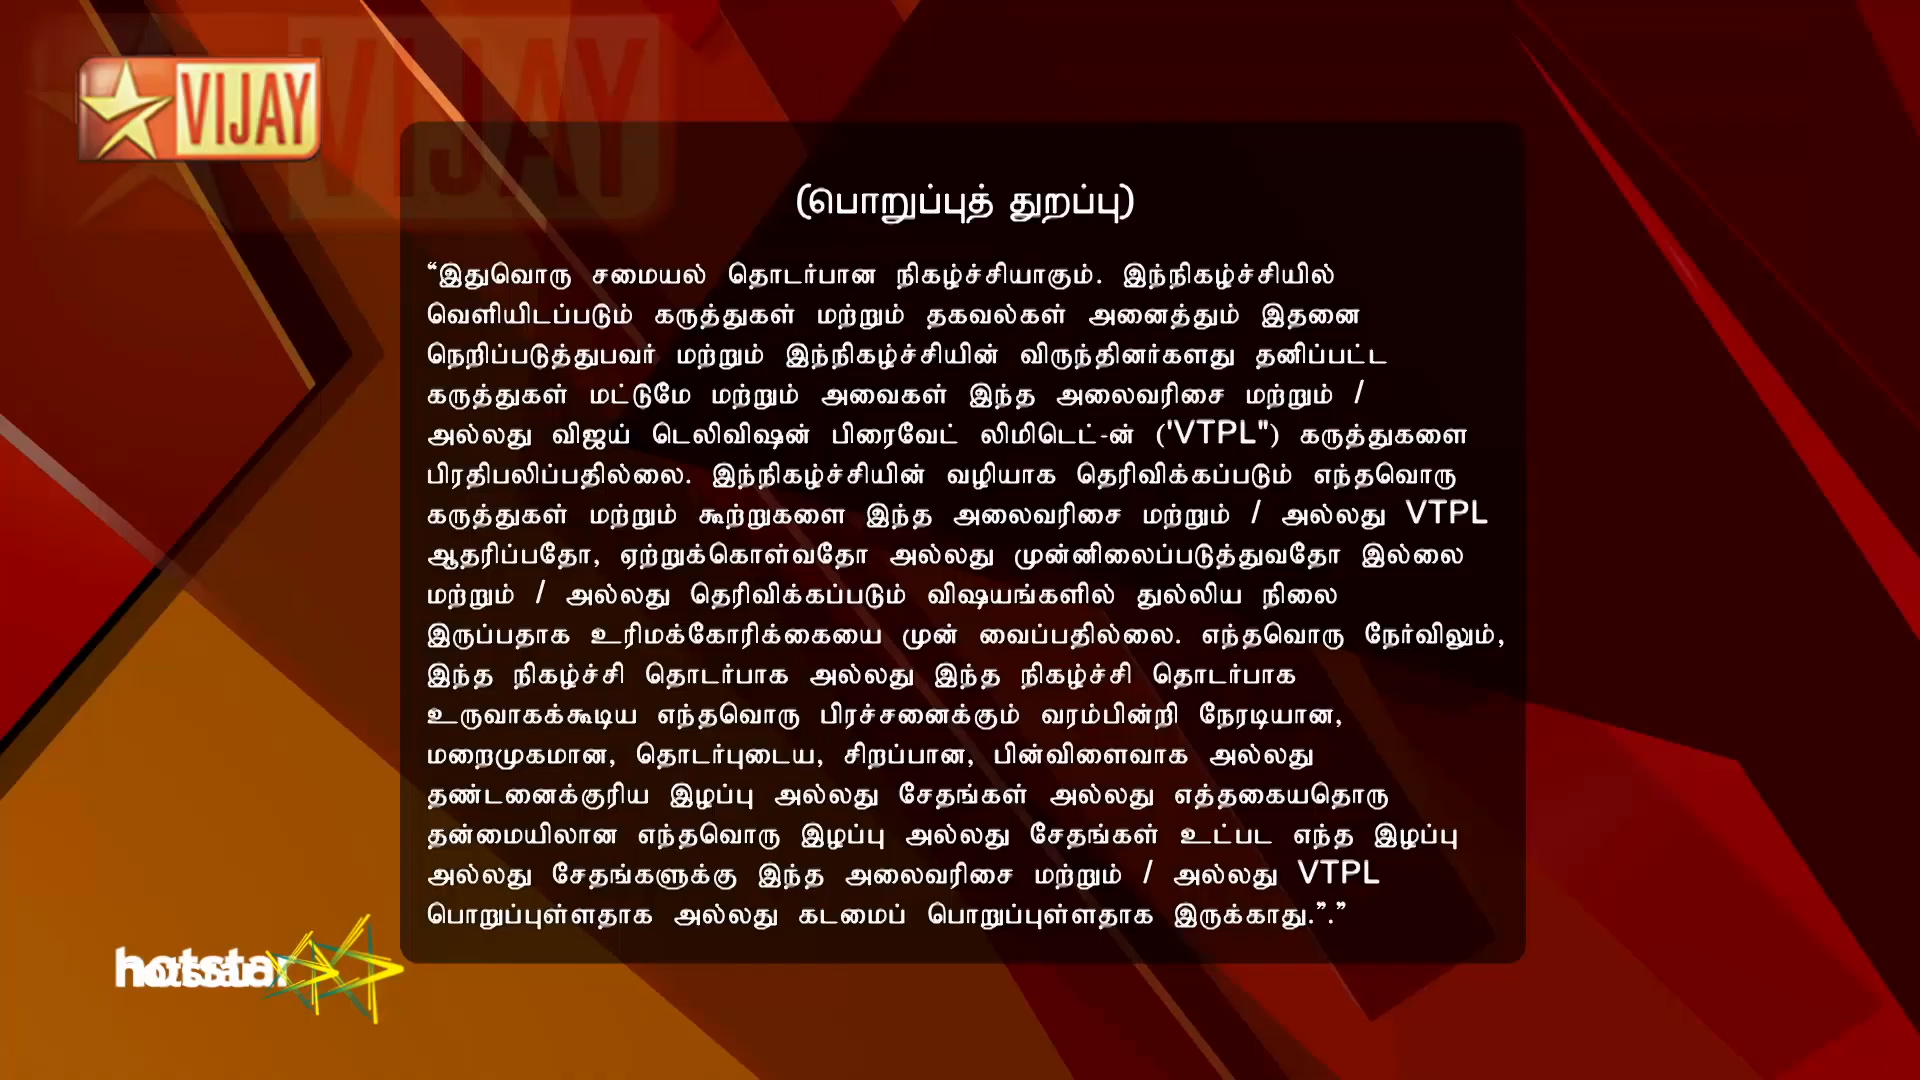 VIJAY
VIJAY
(பொறுப்புத் துறப்பு)
“இதுவொரு சமையல் தொடர்பான நிகழ்ச்சியாகும். இந்நிகழ்ச்சியில்
வெளியிடப்படும் கருத்துகள் மற்றும் தகவல்கள் அனைத்தும் இதனை
நெறிப்படுத்துபவர் மற்றும் இந்நிகழ்ச்சியின் விருந்தினர்களது தனிப்பட்ட
கருத்துகள் மட்டுமே மற்றும் அவைகள் இந்த அலைவரிசை மற்றும் /
அல்லது விஜய் டெலிவிஷன் பிரைவேட் லிமிடெட்-ன் ('VTPL") கருத்துகளை
பிரதிபலிப்பதில்லை. இந்நிகழ்ச்சியின் வழியாக தெரிவிக்கப்படும் எந்தவொரு
கருத்துகள் மற்றும் கூற்றுகளை இந்த அலைவரிசை மற்றும் / அல்லது VTPL
ஆதரிப்பதோ, ஏற்றுக்கொள்வதோ அல்லது முன்னிலைப்படுத்துவதோ இல்லை
மற்றும் / அல்லது தெரிவிக்கப்படும் விஷயங்களில் துல்லிய நிலை
இருப்பதாக உரிமக்கோரிக்கையை முன் வைப்பதில்லை. எந்தவொரு நேர்விலும்,
இந்த நிகழ்ச்சி தொடர்பாக அல்லது இந்த நிகழ்ச்சி தொடர்பாக
உருவாகக்கூடிய எந்தவொரு பிரச்சனைக்கும் வரம்பின்றி நேரடியான,
மறைமுகமான, தொடர்புடைய, சிறப்பான, பின்விளைவாக அல்லது
தண்டனைக்குரிய இழப்பு அல்லது சேதங்கள் அல்லது எத்தகையதொரு
தன்மையிலான எந்தவொரு இழப்பு அல்லது சேதங்கள் உட்பட எந்த இழப்பு
அல்லது சேதங்களுக்கு இந்த அலைவரிசை மற்றும் / அல்லது VTPL
பொறுப்புள்ளதாக அல்லது கடமைப் பொறுப்புள்ளதாக இருக்காது.”.”